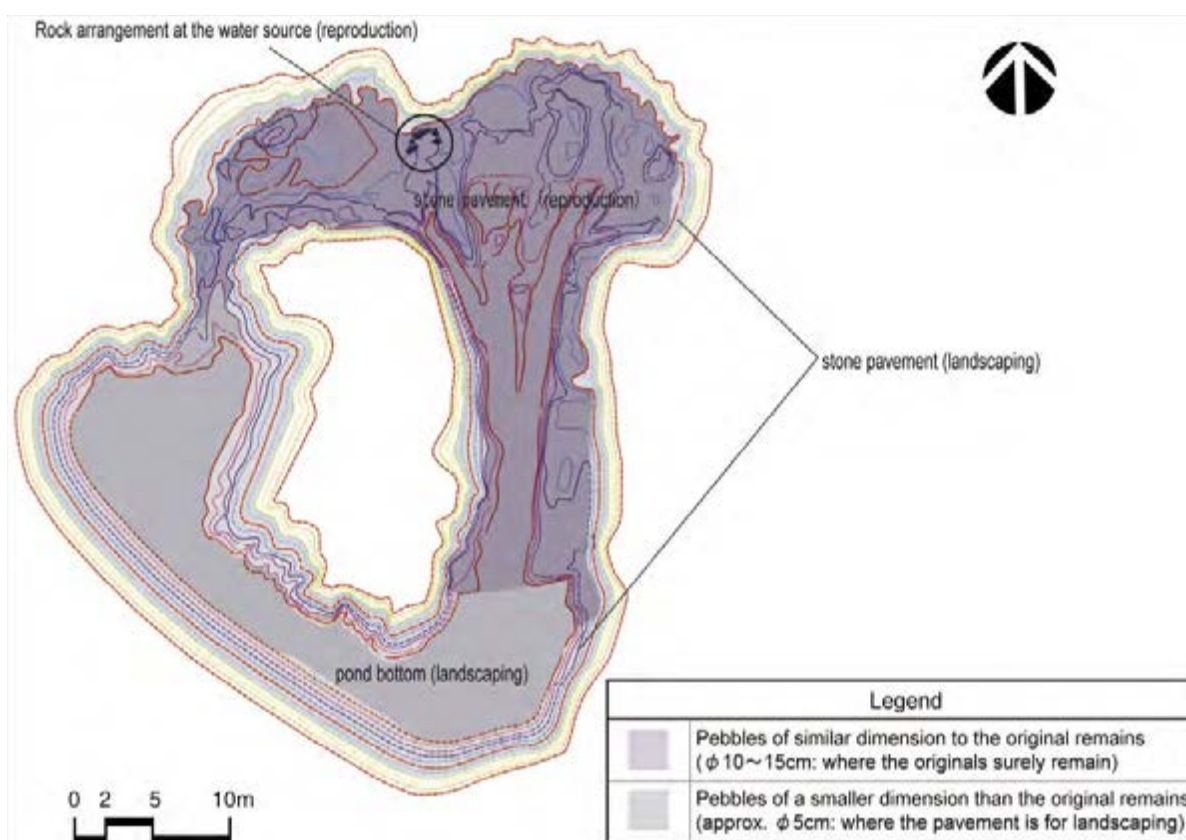 Rock arrangement at the water source (reproduction)
stone pavement (reproduction)
stone pavement (landscaping)
pond bottom (landscaping)
Legend
Pebbles of similar dimension to the original remains
(ϕ 10～15cm: where the originals surely remain)
Pebbles of a smaller dimension than the original remains
(approx. ϕ 5cm: where the pavement is for landscaping)
0 2 5 10m